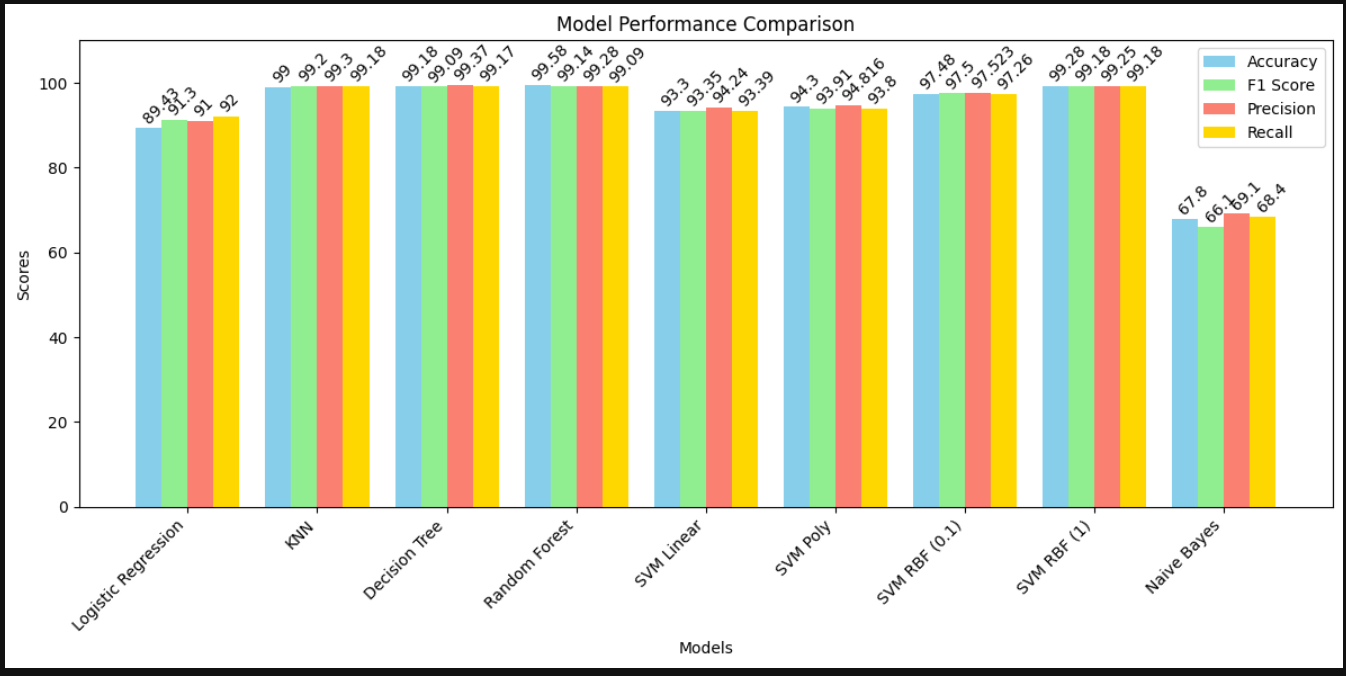 Model Performance Comparison
Accuracy
F1 Score
Precision
Recall
Scores
100
80
60
40
20
0
89.43
91.3
91
92
99
99.2
99.3
99.18
99.18
99.09
99.37
99.17
99.58
99.14
99.28
99.09
93.3
93.35
94.24
93.39
94.3
93.91
94.816
93.8
97.48
97.5
97.523
97.26
99.28
99.18
99.25
99.18
67.8
66.1
69.1
68.4
Logistic Regression
KNN
Decision Tree
Random Forest
SVM Linear
SVM Poly
SVM RBF (0.1)
SVM RBF (1)
Naive Bayes
Models